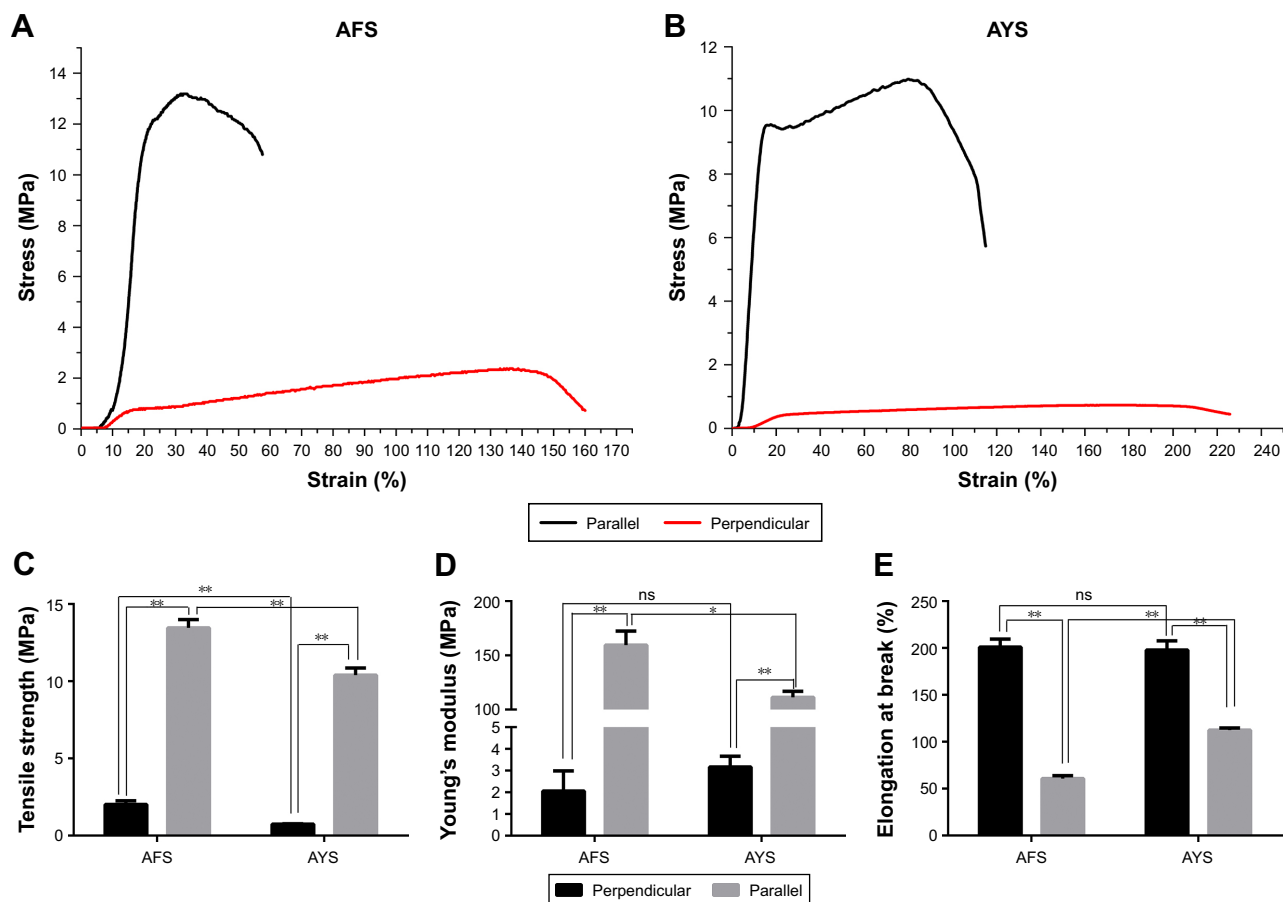 A
AFS
Stress (MPa)
14
12
10
8
6
4
2
0
0 10 20 30 40 50 60 70 80 90 100 110 120 130 140 150 160 170
Strain (%)
B
AYS
Stress (MPa)
12
10
8
6
4
2
0
0 20 40 60 80 100 120 140 160 180 200 220 240
Strain (%)
Parallel Perpendicular
C
Tensile strength (MPa)
15
10
5
0
**
** **
**
AFS AYS
D
Young's modulus (MPa)
200
150
100
5
4
3
2
1
0
ns
** *
**
AFS AYS
E
Elongation at break (%)
250
200
150
100
50
0
ns
** **
**
AFS AYS
Perpendicular Parallel